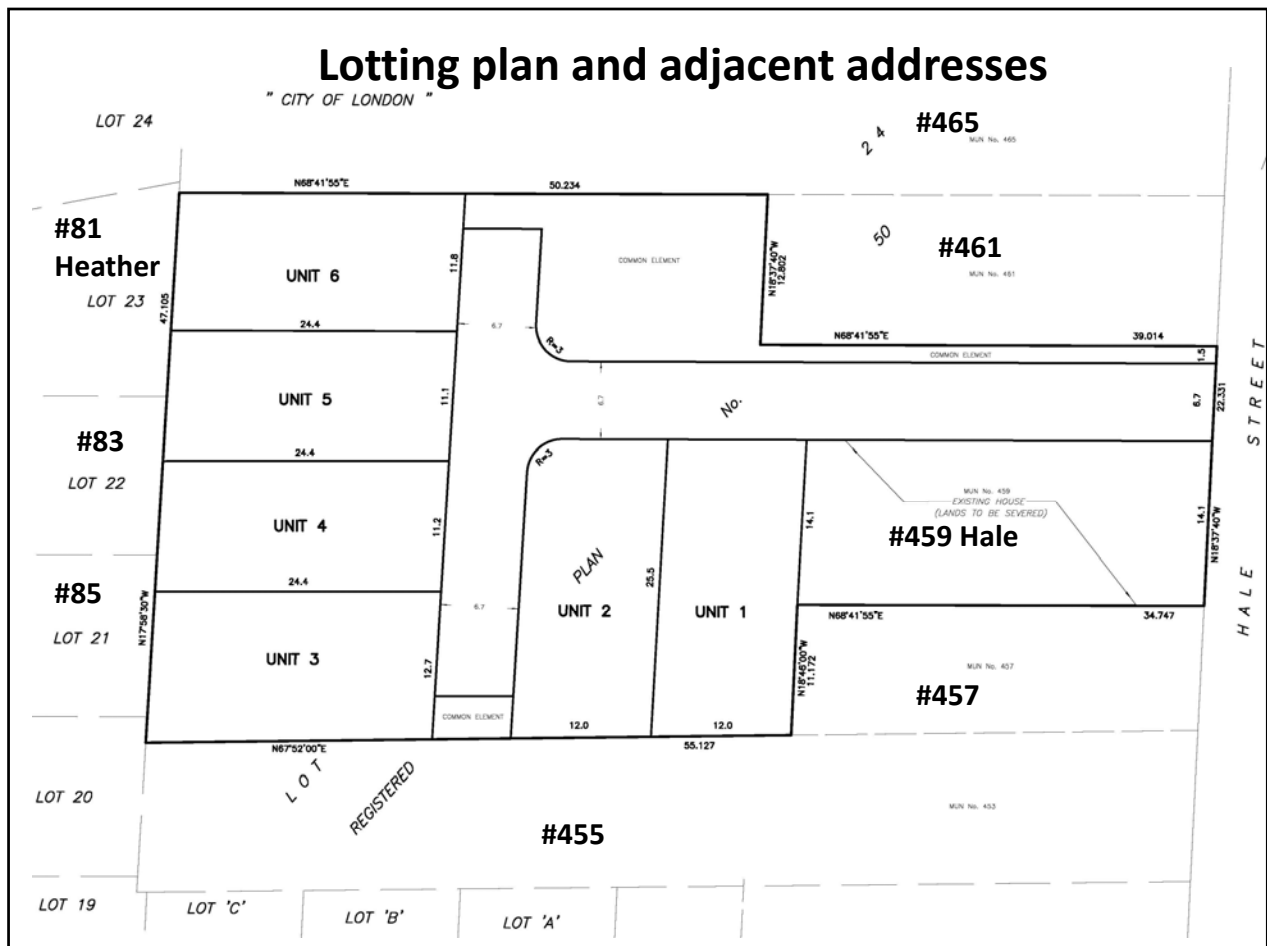 Lotting plan and adjacent addresses
" CITY OF LONDON "
LOT 24
#465
24
MUN No. 465
N68°41'55"E
50.234
#81
Heather
LOT 23
47.105
UNIT 6
11.8
24.4
6.7
COMMON ELEMENT
R=3
N18°37'40"W
12.802
50
#461
MUN No. 461
N68°41'55"E
39.014
COMMON ELEMENT
1.5
22.331
6.7
HALE STREET
UNIT 5
11.1
24.4
6.7
No.
R=3
#83
LOT 22
UNIT 4
11.2
24.4
6.7
MUN No. 459
EXISTING HOUSE
(LANDS TO BE SEVERED)
#459 Hale
14.1
14.1
N18°37'40"W
PLAN
25.5
UNIT 2
UNIT 1
N68°41'55"E
34.747
#85
LOT 21
N17°58'30"W
UNIT 3
12.7
COMMON ELEMENT
12.0
12.0
N18°46'00"W
11.172
MUN No. 457
#457
N67°52'00"E
55.127
LOT
REGISTERED
LOT 20
MUN No. 453
#455
LOT 19
LOT 'C'
LOT 'B'
LOT 'A'